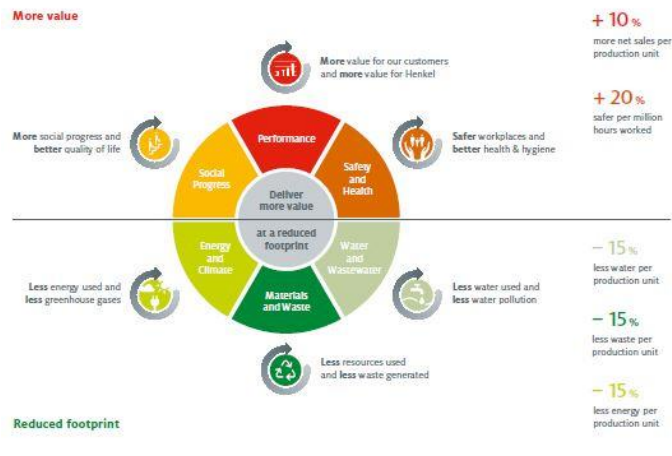 More value
More value for our customers
and more value for Henkel
More social progress and
better quality of life
Safer workplaces and
better health & hygiene
Performance
Social
Progress
Safety
and
Health
Deliver
more value
at a reduced
footprint
Energy
and
Climate
Water
and
Wastewater
Materials
and Waste
Less energy used and
less greenhouse gases
Less water used and
less water pollution
Less resources used
and less waste generated
Reduced footprint
+ 10 %
more net sales per
production unit
+ 20 %
safer per million
hours worked
– 15 %
less water per
production unit
– 15 %
less waste per
production unit
– 15 %
less energy per
production unit